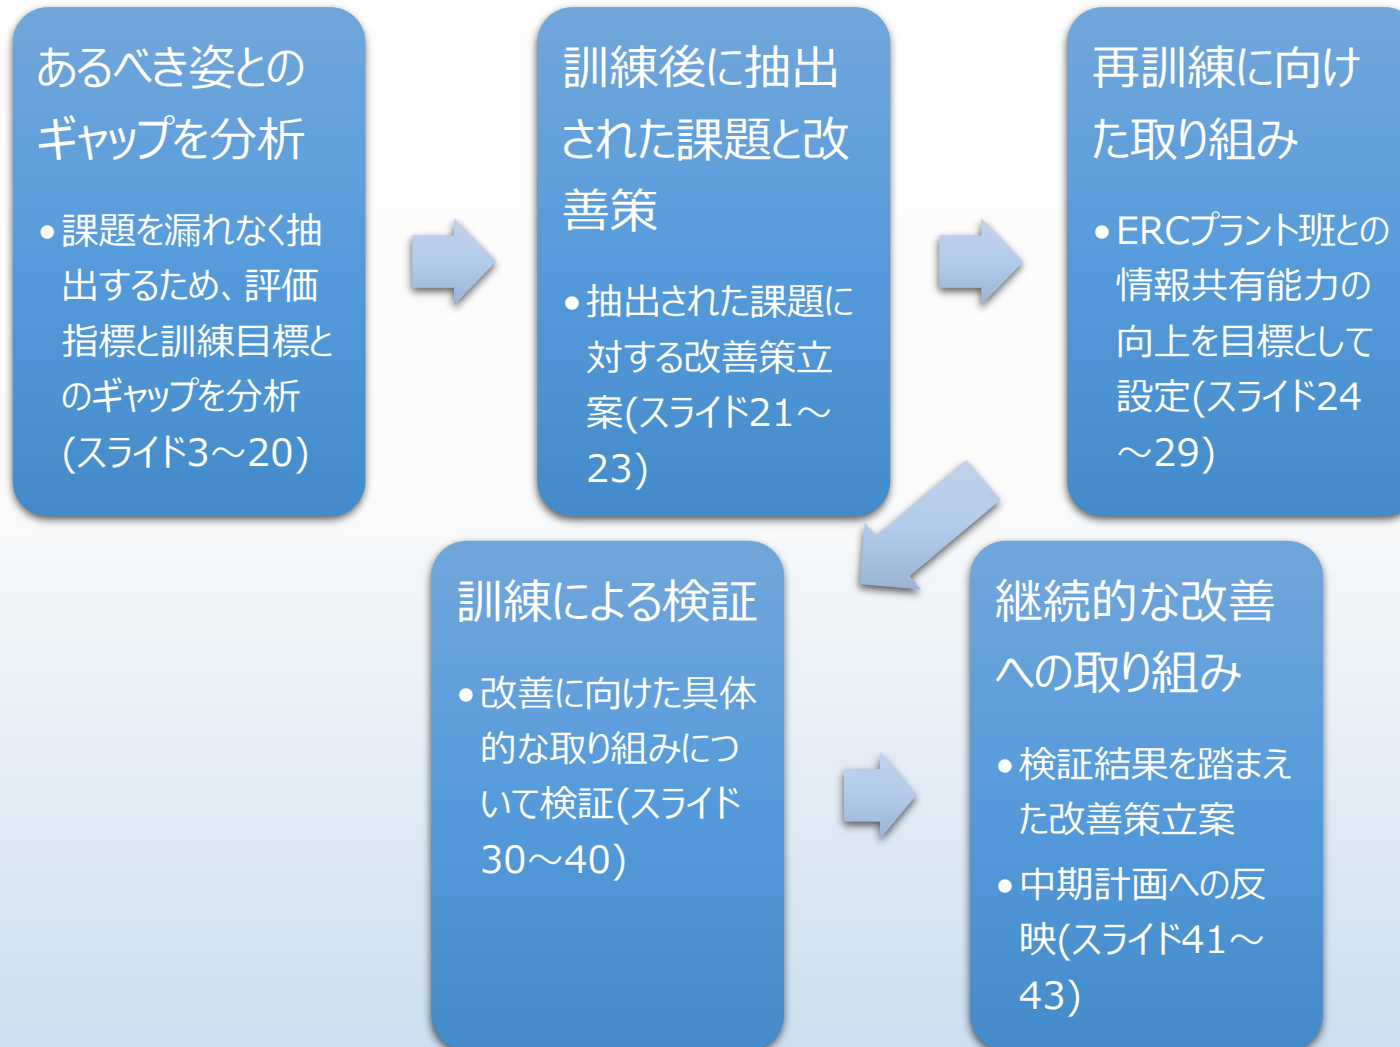 あるべき姿との
ギャップを分析
•課題を漏れなく抽
出するため、評価
指標と訓練目標と
のギャップを分析
(スライド3～20)
訓練後に抽出
された課題と改
善策
•抽出された課題に
対する改善策立
案(スライド21～
23)
再訓練に向け
た取り組み
•ERCプラント班との
情報共有能力の
向上を目標として
設定(スライド24
～29)
訓練による検証
•改善に向けた具体
的な取り組みにつ
いて検証(スライド
30～40)
継続的な改善
への取り組み
•検証結果を踏まえ
た改善策立案
•中期計画への反
映(スライド41～
43)